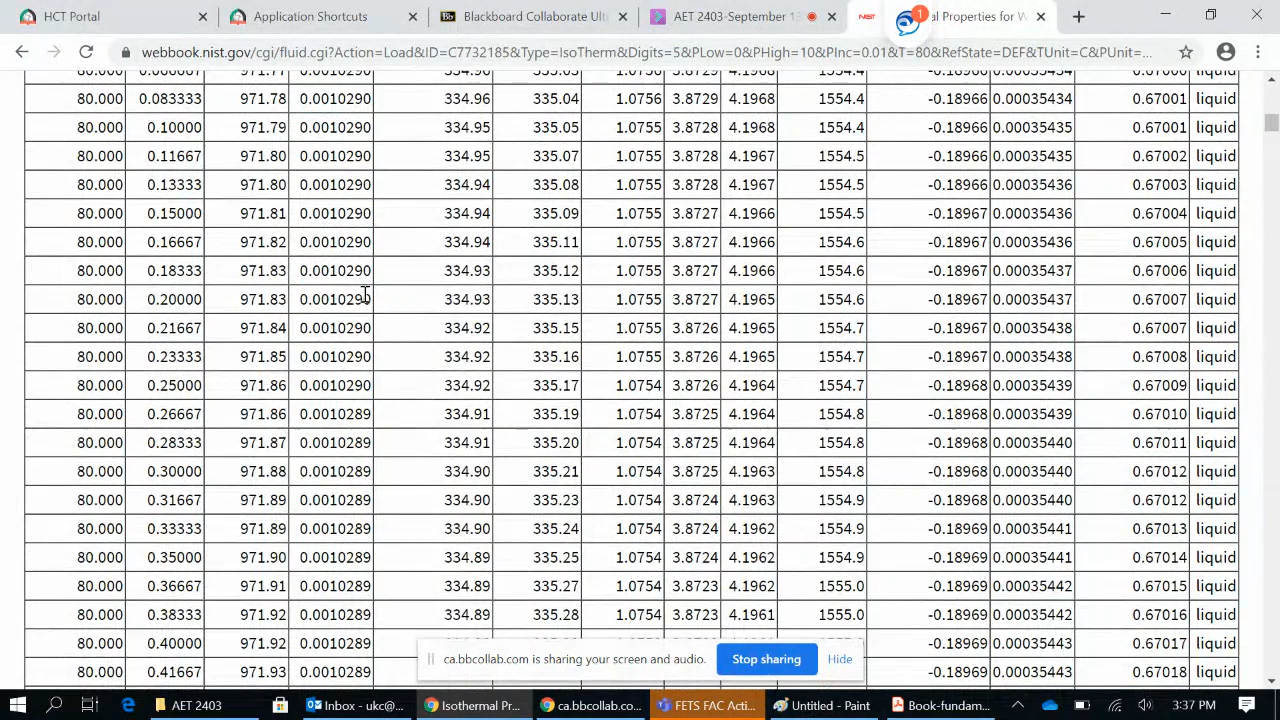 HCT Portal
Application Shortcuts
Blackboard Collaborate Ult
AET 2403-September 1
al Properties for W
1
webbook.nist.gov/cgi/fluid.cgi?Action=Load&ID=C7732185&Type=IsoTherm&Digits=5&PLow=0&PHigh=10&PInc=0.01&T=80&RefState=DEF&TUnit=C&PUnit=...
80.000 0.083333 971.78 0.0010290 334.96 335.04 1.0756 3.8729 4.1968 1554.4 -0.18966 0.00035434 0.67001 liquid
80.000 0.10000 971.79 0.0010290 334.95 335.05 1.0755 3.8728 4.1968 1554.4 -0.18966 0.00035435 0.67001 liquid
80.000 0.11667 971.80 0.0010290 334.95 335.07 1.0755 3.8728 4.1967 1554.5 -0.18966 0.00035435 0.67002 liquid
80.000 0.13333 971.80 0.0010290 334.94 335.08 1.0755 3.8728 4.1967 1554.5 -0.18966 0.00035436 0.67003 liquid
80.000 0.15000 971.81 0.0010290 334.94 335.09 1.0755 3.8727 4.1966 1554.5 -0.18967 0.00035436 0.67004 liquid
80.000 0.16667 971.82 0.0010290 334.94 335.11 1.0755 3.8727 4.1966 1554.6 -0.18967 0.00035436 0.67005 liquid
80.000 0.18333 971.83 0.0010290 334.93 335.12 1.0755 3.8727 4.1966 1554.6 -0.18967 0.00035437 0.67006 liquid
80.000 0.20000 971.83 0.0010290 334.93 335.13 1.0755 3.8727 4.1965 1554.6 -0.18967 0.00035437 0.67007 liquid
80.000 0.21667 971.84 0.0010290 334.92 335.15 1.0755 3.8726 4.1965 1554.7 -0.18967 0.00035438 0.67007 liquid
80.000 0.23333 971.85 0.0010290 334.92 335.16 1.0755 3.8726 4.1965 1554.7 -0.18967 0.00035438 0.67008 liquid
80.000 0.25000 971.86 0.0010290 334.92 335.17 1.0754 3.8726 4.1964 1554.7 -0.18968 0.00035439 0.67009 liquid
80.000 0.26667 971.86 0.0010289 334.91 335.19 1.0754 3.8725 4.1964 1554.8 -0.18968 0.00035439 0.67010 liquid
80.000 0.28333 971.87 0.0010289 334.91 335.20 1.0754 3.8725 4.1964 1554.8 -0.18968 0.00035440 0.67011 liquid
80.000 0.30000 971.88 0.0010289 334.90 335.21 1.0754 3.8725 4.1963 1554.8 -0.18968 0.00035440 0.67012 liquid
80.000 0.31667 971.89 0.0010289 334.90 335.23 1.0754 3.8724 4.1963 1554.9 -0.18968 0.00035440 0.67012 liquid
80.000 0.33333 971.89 0.0010289 334.90 335.24 1.0754 3.8724 4.1962 1554.9 -0.18969 0.00035441 0.67013 liquid
80.000 0.35000 971.90 0.0010289 334.89 335.25 1.0754 3.8724 4.1962 1554.9 -0.18969 0.00035441 0.67014 liquid
80.000 0.36667 971.91 0.0010289 334.89 335.27 1.0754 3.8723 4.1962 1555.0 -0.18969 0.00035442 0.67015 liquid
80.000 0.38333 971.92 0.0010289 334.89 335.28 1.0754 3.8723 4.1961 1555.0 -0.18969 0.00035442 0.67016 liquid
80.000 0.40000 971.92 0.0010289 -0.18969 0.00035443 0.67017 liquid
80.000 0.41667 971.93 0.0010289 -0.18969 0.00035443 0.67018 liquid
ca.bbcollab.com is sharing your screen and audio.
Stop sharing
Hide
AET 2403
Inbox - ukc@...
Isothermal Pr...
ca.bbcollab.co...
FETS FAC Acti...
Untitled - Paint
Book-fundam...
3:37 PM